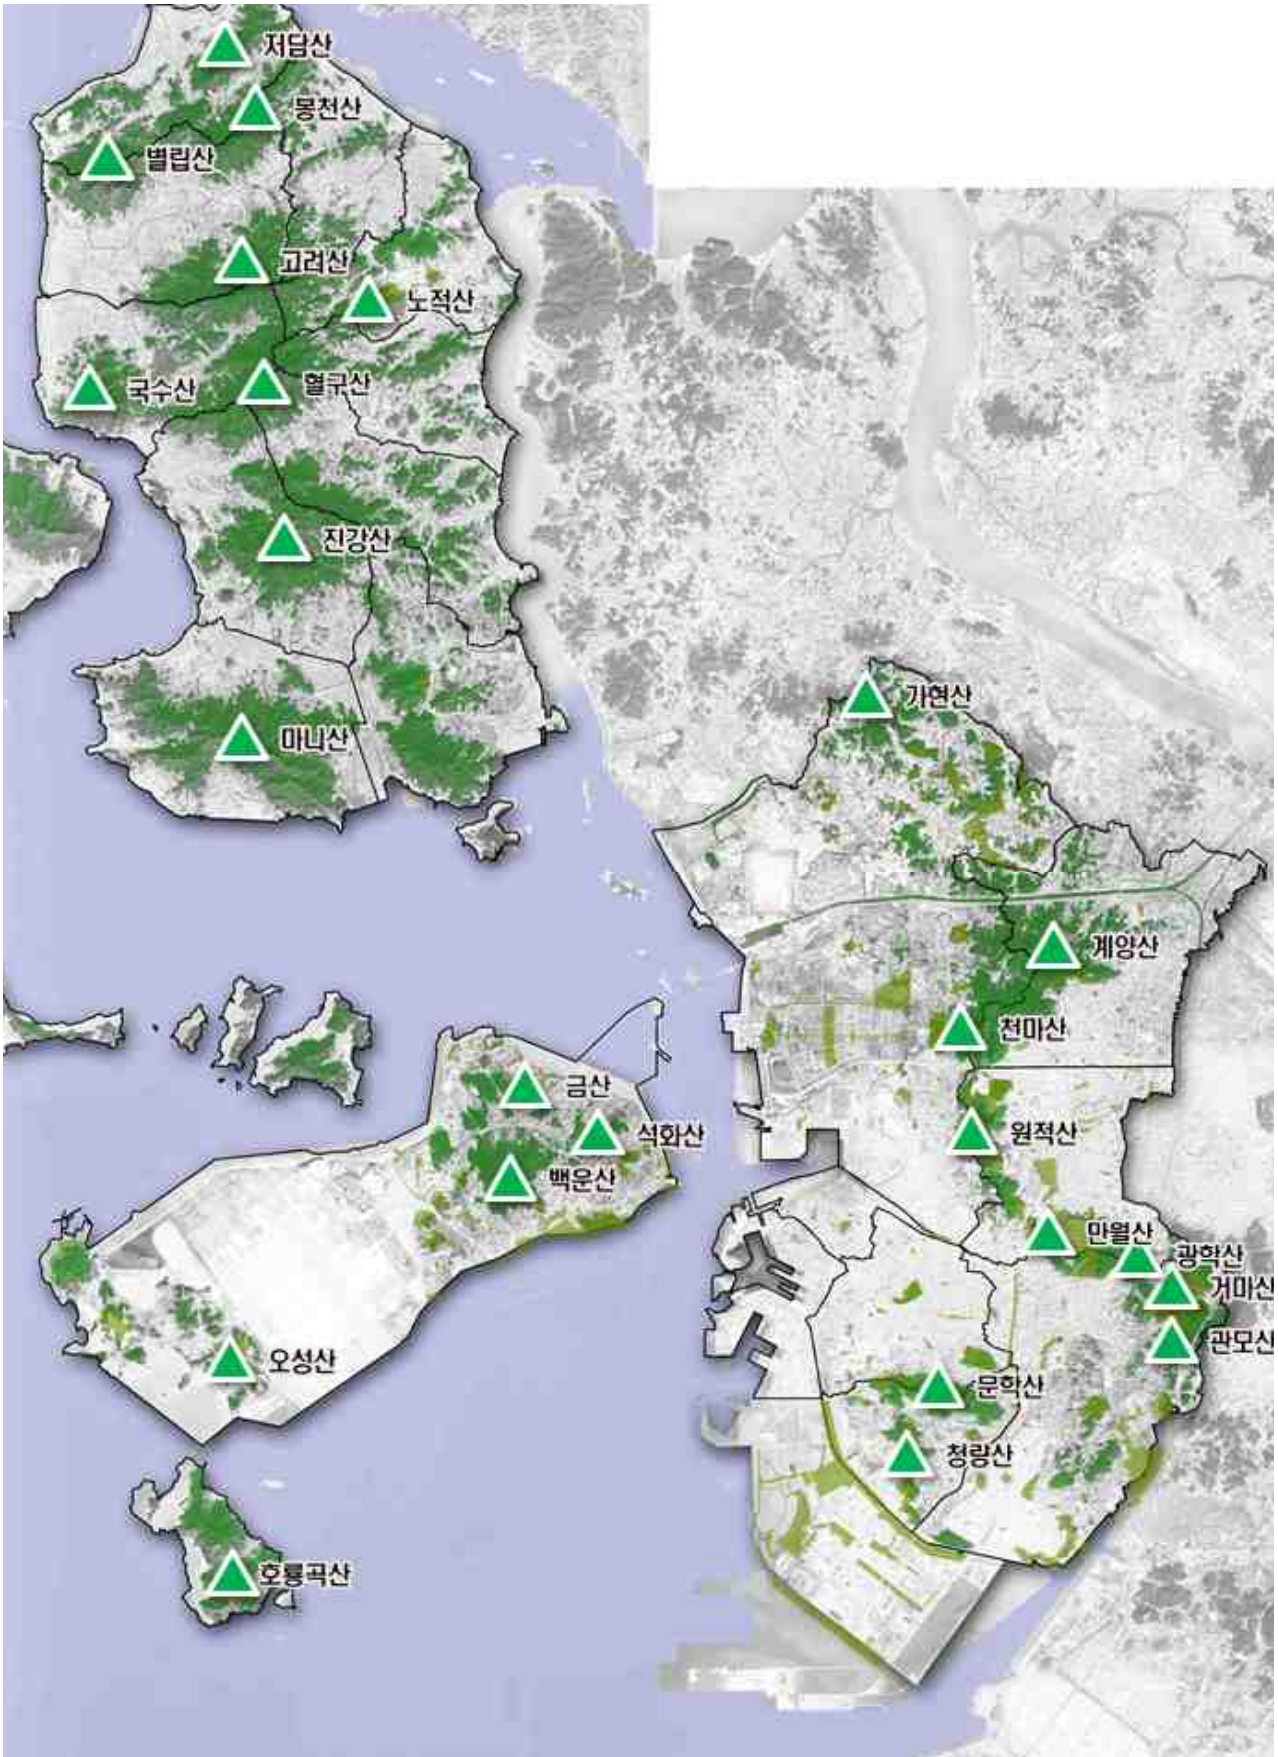 저담산
봉천산
별립산
고려산
노적산
국수산
혈구산
진강산
마니산
가현산
계양산
천마산
금산
석화산
원적산
백운산
만월산
광학산
거마산
관모산
오성산
문학산
청량산
호룡곡산